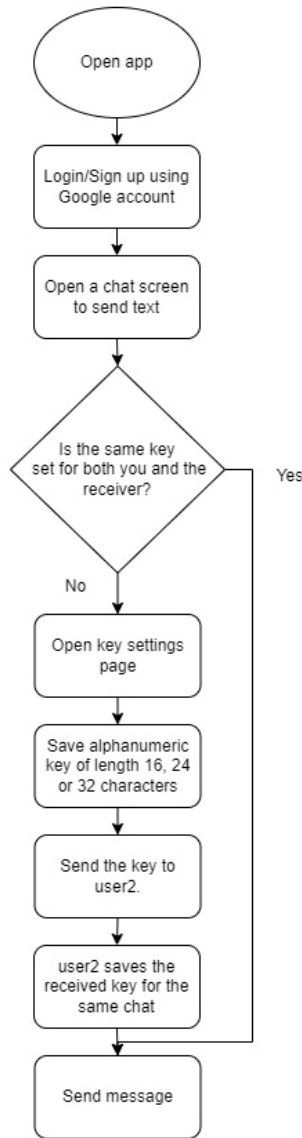 Open app
Login/Sign up using
Google account
Open a chat screen
to send text
Is the same key
set for both you and the
receiver?
Yes
No
Open key settings
page
Save alphanumeric
key of length 16, 24
or 32 characters
Send the key to
user2.
user2 saves the
received key for the
same chat
Send message